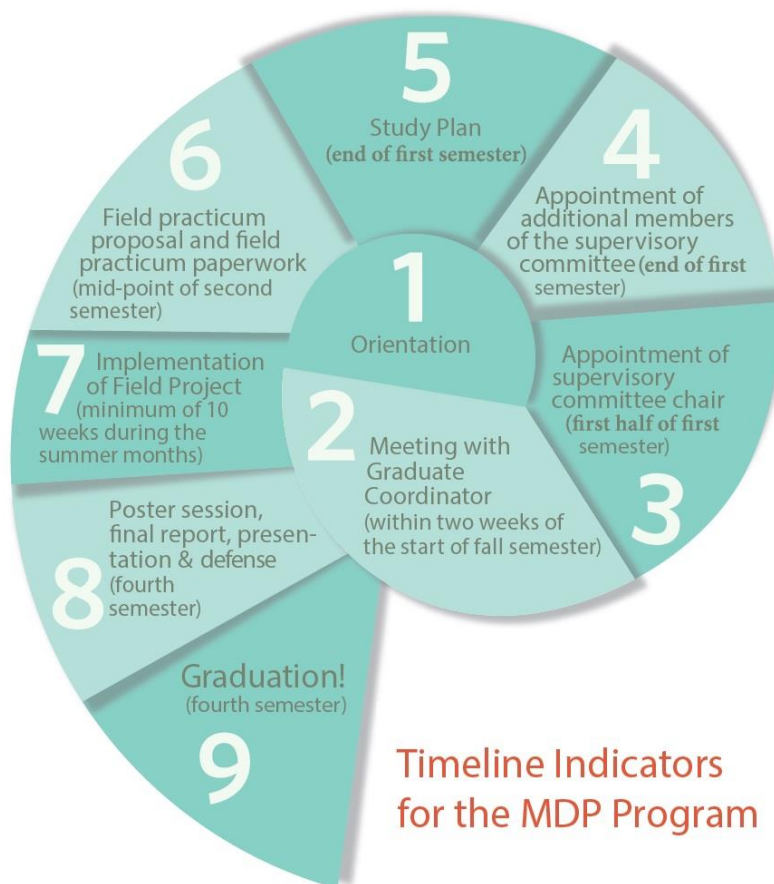 1
Orientation
2
Meeting with
Graduate
Coordinator
(within two weeks of
the start of fall semester)
3
Appointment of
supervisory
committee chair
(first half of first
semester)
4
Appointment of
additional members
of the supervisory
committee (end of first
semester)
5
Study Plan
(end of first semester)
6
Field practicum
proposal and field
practicum paperwork
(mid-point of second
semester)
7
Implementation
of Field Project
(minimum of 10
weeks during the
summer months)
8
Poster session,
final report, presen-
tation & defense
(fourth
semester)
9
Graduation!
(fourth semester)
Timeline Indicators
for the MDP Program